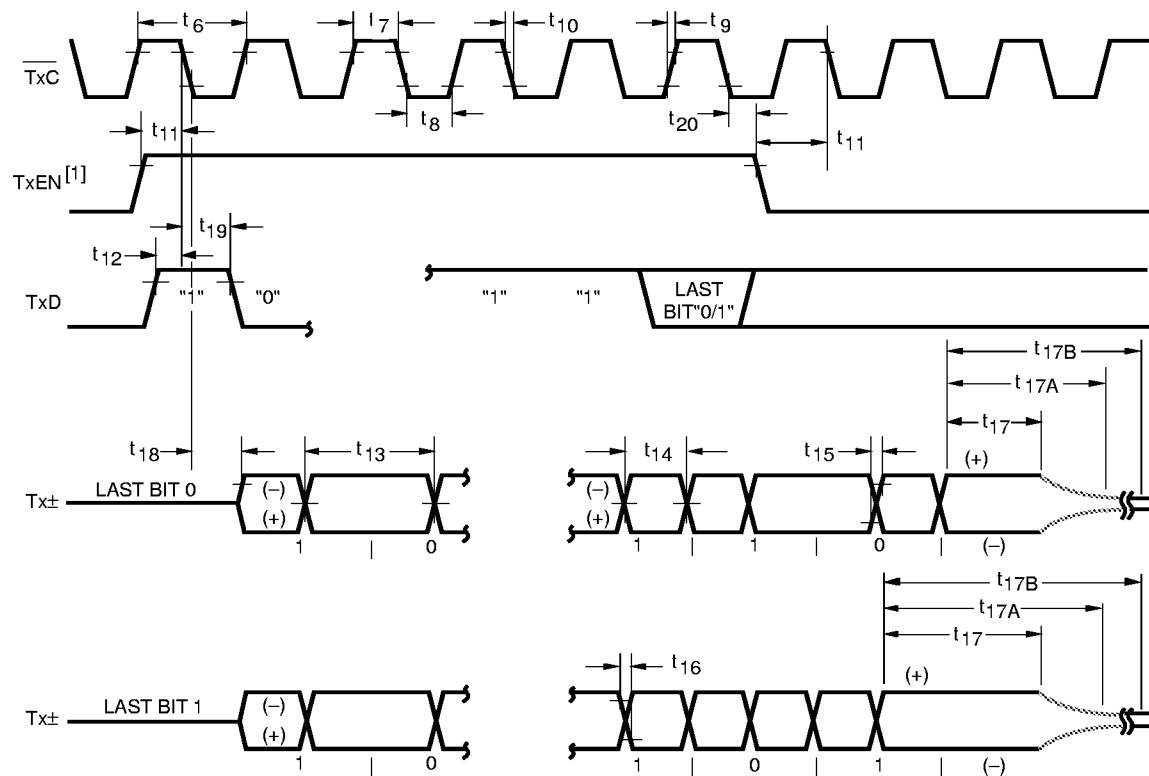 t6 t7 t10 t9
TxC
t11 t8 t20 t11
TxEN [1]
t19
t12
TxD "1" "0" "1" "1" LAST
BIT"0/1"
t17B
t17A
t18 t13 t14 t15 t17
(+)
Tx± LAST BIT 0 (–) (–)
(+) (+)
1 | 0 1 | 1 | 0 | (–)
t17B
t17A
t16 t17
(+)
Tx± LAST BIT 1 (–)
(+)
1 | 0 1 | 0 | 1 | (–)